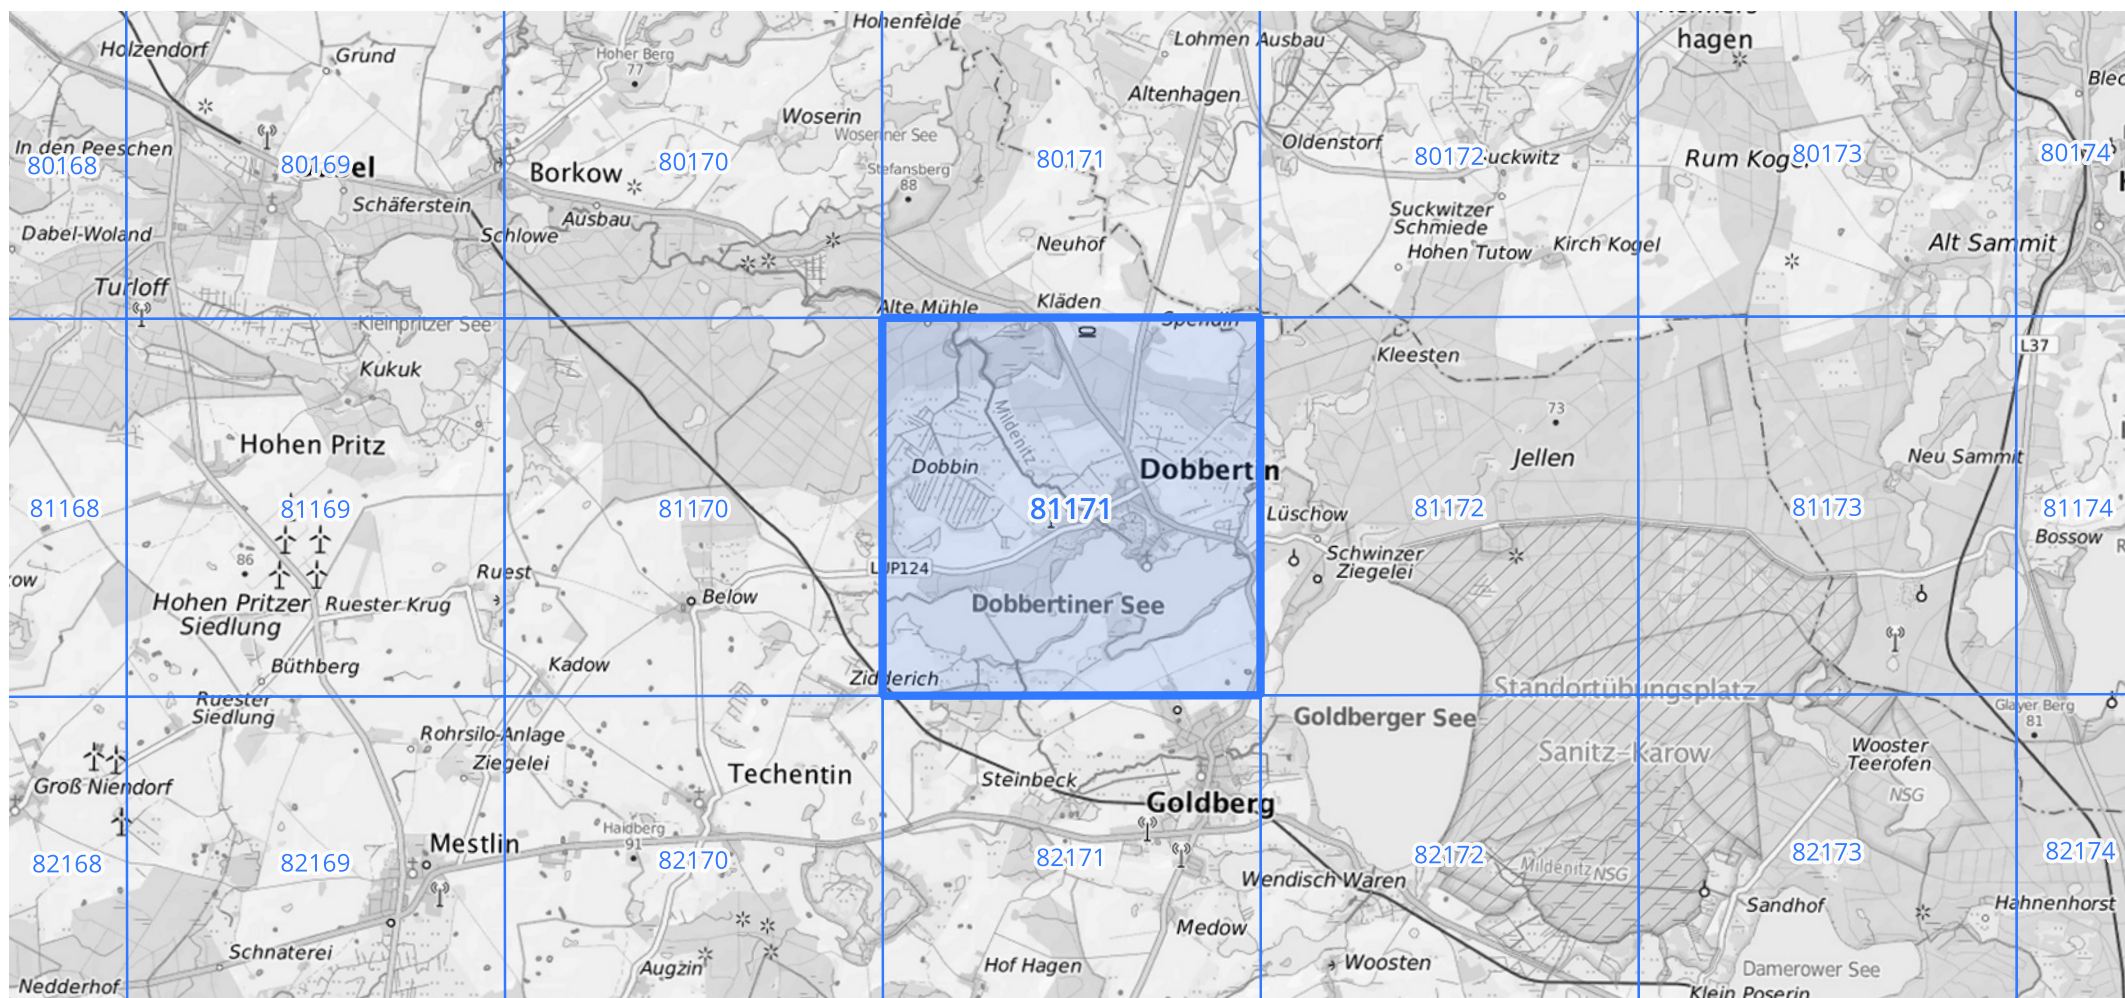 Hohenfelde
hagen
Holzendorf
Grund
Hoher Berg
77
Lohmen Ausbau
Altenhagen
Woserin
Woseriner See
In den Peeschen
Oldenstorf
80168
80169
Borkow
80170
Stefansberg
88
80171
80172
Rum Kogel
80173
80174
Schäferstein
Ausbau
Suckwitzer
Schmiede
Dabel-Woland
Schlowe
Neuhof
Hohen Tutow
Kirch Kogel
Alt Sammit
Turloff
Alte Mühle
Kläden
Spendin
Kleinpritzer See
Kukuk
Kleesten
L37
73
Hohen Pritz
Mildenitz
Dobbin
Dobbertin
Jellen
Neu Sammit
81168
81169
81170
81171
Lüschow
81172
81173
81174
Bossow
86
Ruest
LUP124
Schwinzer
Ziegelei
Hohen Pritzer
Siedlung
Ruester Krug
Below
Dobbertiner See
Büthberg
Kadow
Zidderich
Ruester
Siedlung
Standortübungsplatz
Goldberger See
Glaver Berg
81
Rohrsilo-Anlage
Ziegelei
Sanitz-Karow
Wooster
Teerofen
Groß Niendorf
Techentin
Steinbeck
NSG
Goldberg
Mestlin
Haidberg
91
82168
82169
82170
82171
82172
82173
82174
Mildenitz
NSG
Wendisch Waren
Sandhof
Hahnenhorst
Medow
Schnaterei
Augzin
Hof Hagen
Woosten
Damerower See
Nedderhof
Klein Poserin